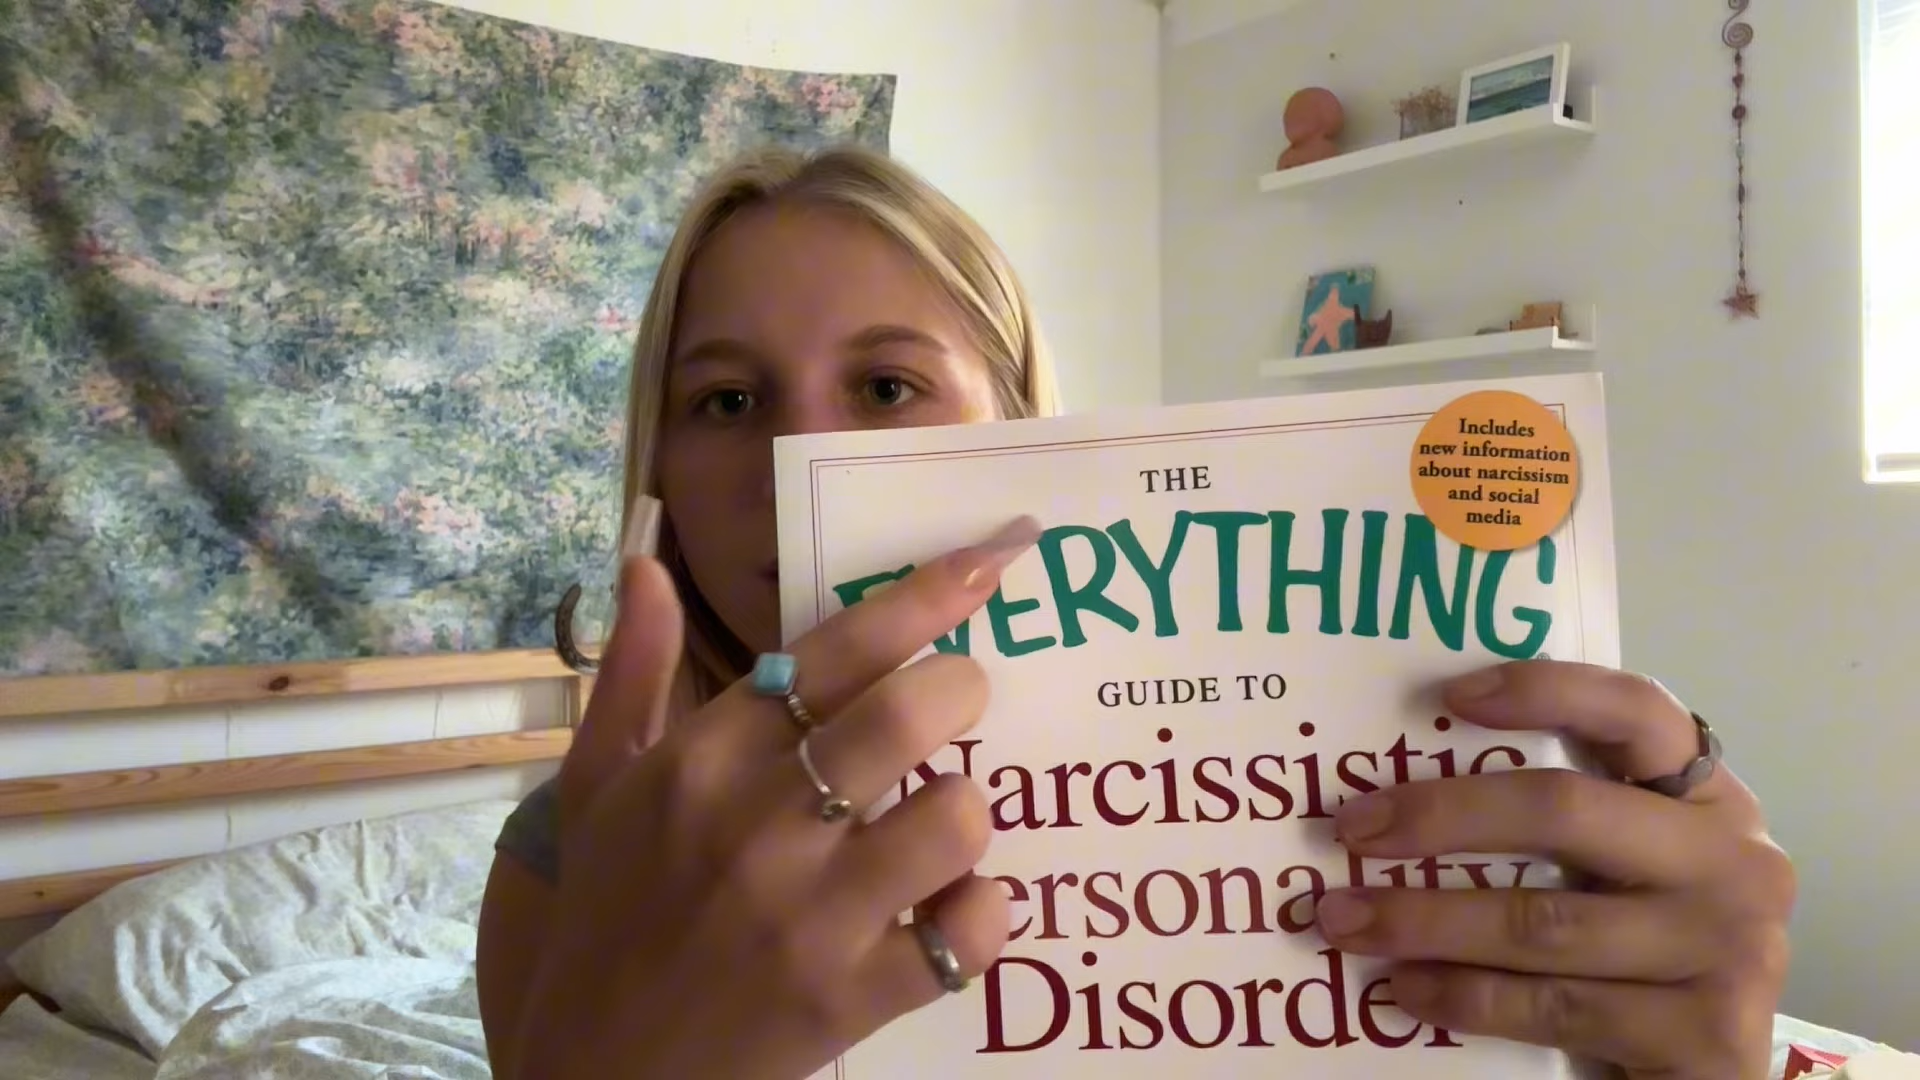 THE
EVERYTHING
GUIDE TO
Narcissistic
Personality
Disorder
Includes
new information
about narcissism
and social
media